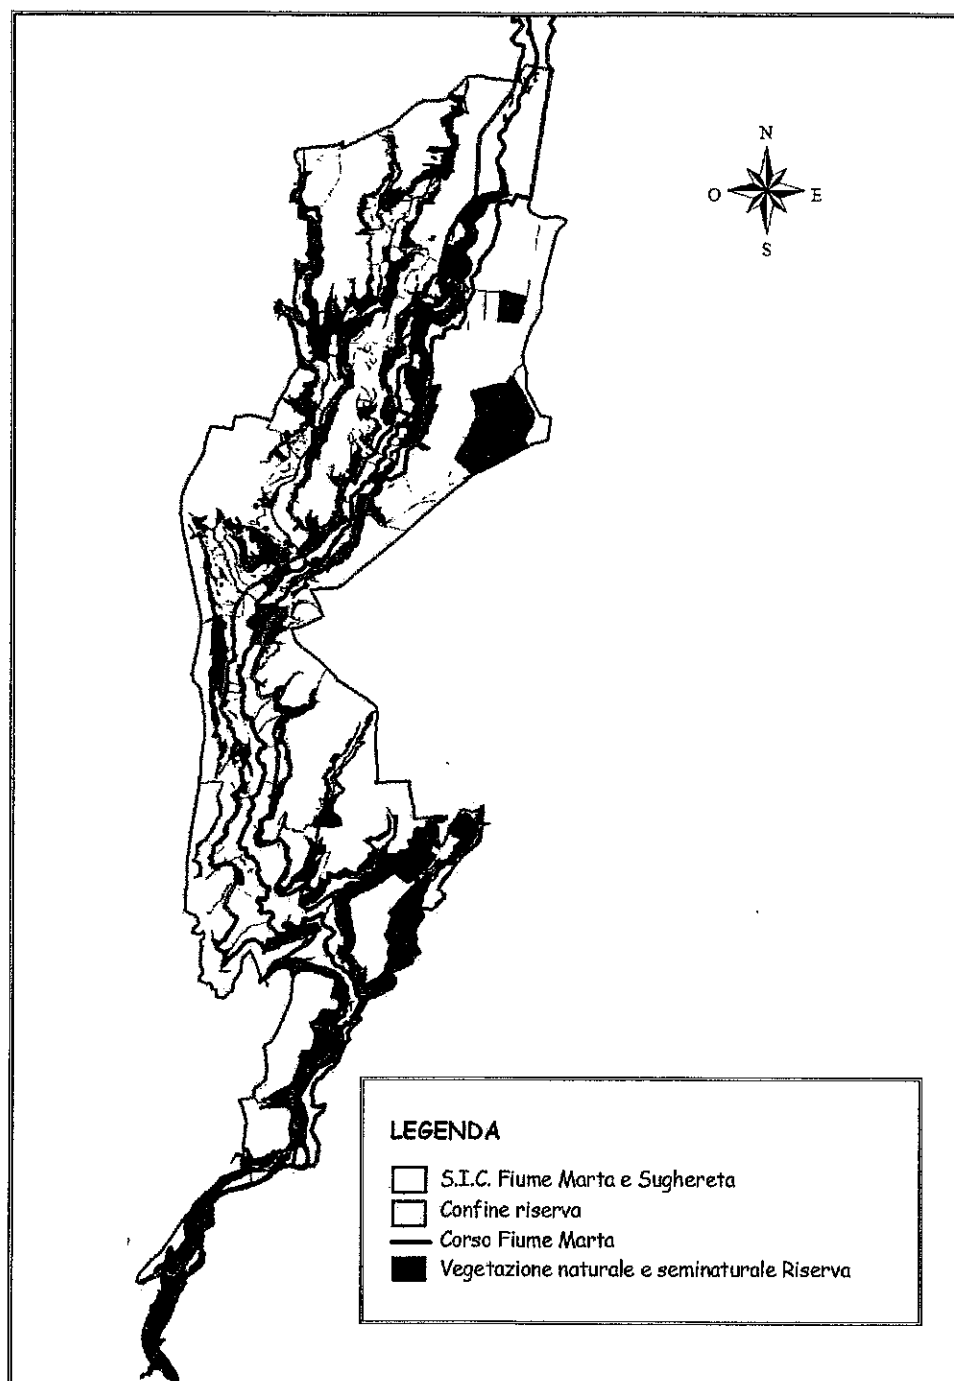 N
O E
S
LEGENDA
S.I.C. Fiume Marta e Sughereta
Confine riserva
Corso Fiume Marta
Vegetazione naturale e seminaturale Riserva